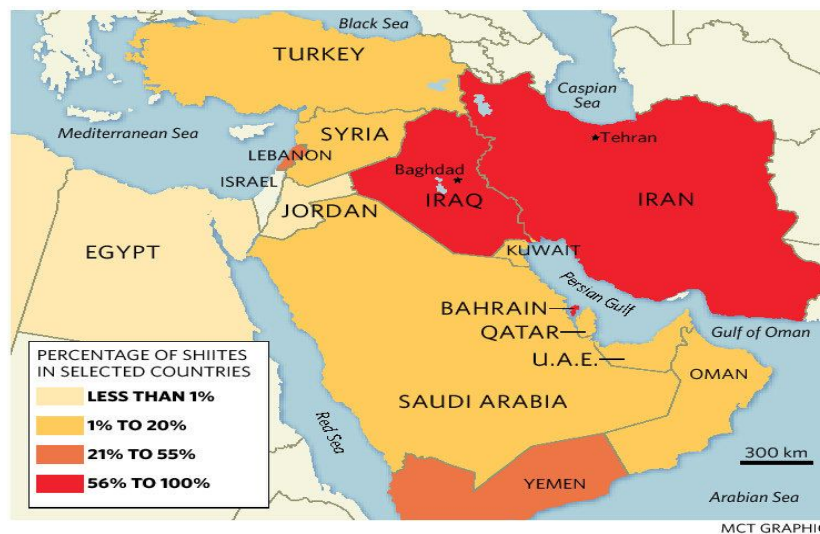 Black Sea
TURKEY
Caspian
Sea
Mediterranean Sea
SYRIA
Tehran
LEBANON
Baghdad
ISRAEL
IRAQ
IRAN
JORDAN
EGYPT
KUWAIT
Persian Gulf
BAHRAIN
QATAR
Gulf of Oman
U.A.E.
OMAN
SAUDI ARABIA
Red Sea
YEMEN
300 km
Arabian Sea
PERCENTAGE OF SHIITES
IN SELECTED COUNTRIES
LESS THAN 1%
1% TO 20%
21% TO 55%
56% TO 100%
MCT GRAPHIC